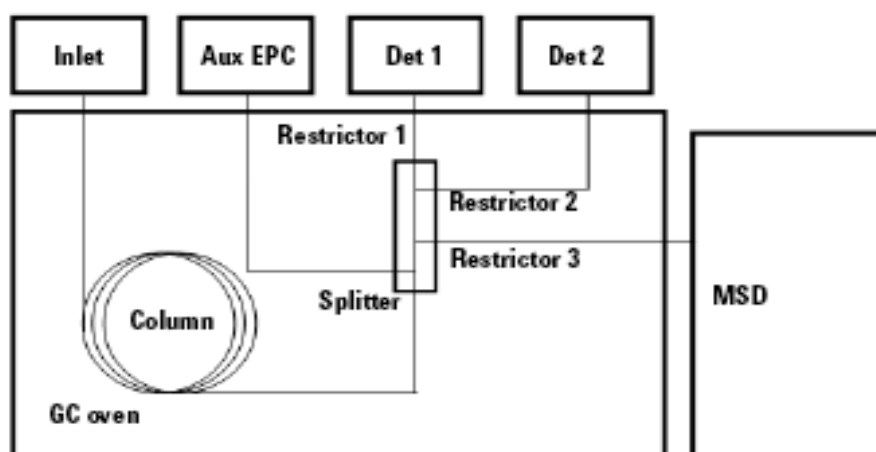 Inlet
Aux EPC
Det 1
Det 2
Restrictor 1
Restrictor 2
Restrictor 3
Splitter
MSD
Column
GC oven